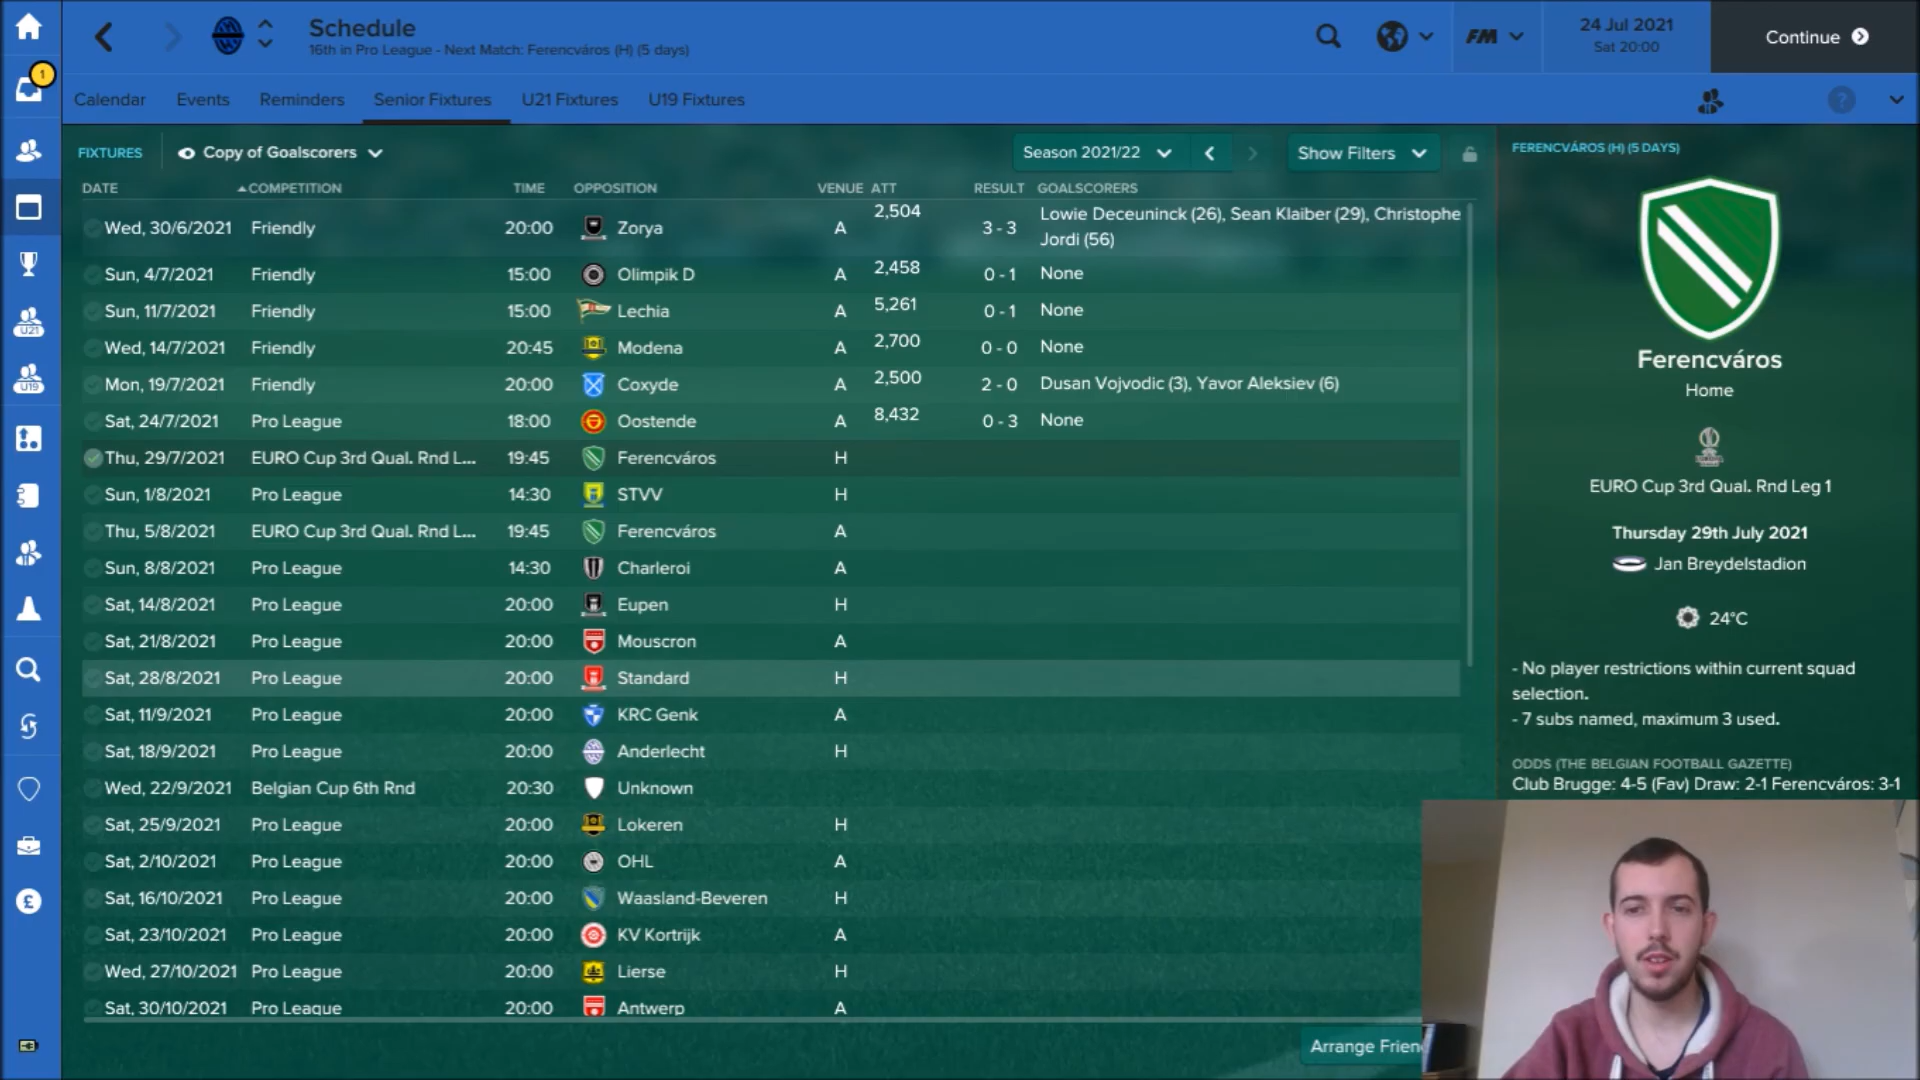 Schedule
16th in Pro League - Next Match: Ferencváros (H) (5 days)
FM
24 Jul 2021
Sat 20:00
Continue
1
Calendar Events Reminders Senior Fixtures U21 Fixtures U19 Fixtures
?
FIXTURES Copy of Goalscorers Season 2021/22 Show Filters
DATE COMPETITION TIME OPPOSITION VENUE ATT RESULT GOALSCORERS
Wed, 30/6/2021 Friendly 20:00 Zorya A 2,504 3 - 3 Lowie Deceuninck (26), Sean Klaiber (29), Christophe
Jordi (56)
Sun, 4/7/2021 Friendly 15:00 Olimpik D A 2,458 0 - 1 None
Sun, 11/7/2021 Friendly 15:00 Lechia A 5,261 0 - 1 None
Wed, 14/7/2021 Friendly 20:45 Modena A 2,700 0 - 0 None
Mon, 19/7/2021 Friendly 20:00 Coxyde A 2,500 2 - 0 Dusan Vojvodic (3), Yavor Aleksiev (6)
Sat, 24/7/2021 Pro League 18:00 Oostende A 8,432 0 - 3 None
Thu, 29/7/2021 EURO Cup 3rd Qual. Rnd L... 19:45 Ferencváros H
Sun, 1/8/2021 Pro League 14:30 STVV H
Thu, 5/8/2021 EURO Cup 3rd Qual. Rnd L... 19:45 Ferencváros A
Sun, 8/8/2021 Pro League 14:30 Charleroi A
Sat, 14/8/2021 Pro League 20:00 Eupen H
Sat, 21/8/2021 Pro League 20:00 Mouscron A
Sat, 28/8/2021 Pro League 20:00 Standard H
Sat, 11/9/2021 Pro League 20:00 KRC Genk A
Sat, 18/9/2021 Pro League 20:00 Anderlecht H
Wed, 22/9/2021 Belgian Cup 6th Rnd 20:30 Unknown
Sat, 25/9/2021 Pro League 20:00 Lokeren H
Sat, 2/10/2021 Pro League 20:00 OHL A
Sat, 16/10/2021 Pro League 20:00 Waasland-Beveren H
Sat, 23/10/2021 Pro League 20:00 KV Kortrijk A
Wed, 27/10/2021 Pro League 20:00 Lierse H
Sat, 30/10/2021 Pro League 20:00 Antwerp A
Arrange Frien
U21
U19
£
FERENCVÁROS (H) (5 DAYS)
Ferencváros
Home
EURO Cup 3rd Qual. Rnd Leg 1
Thursday 29th July 2021
Jan Breydelstadion
24°C
- No player restrictions within current squad
selection.
- 7 subs named, maximum 3 used.
ODDS (THE BELGIAN FOOTBALL GAZETTE)
Club Brugge: 4-5 (Fav) Draw: 2-1 Ferencváros: 3-1